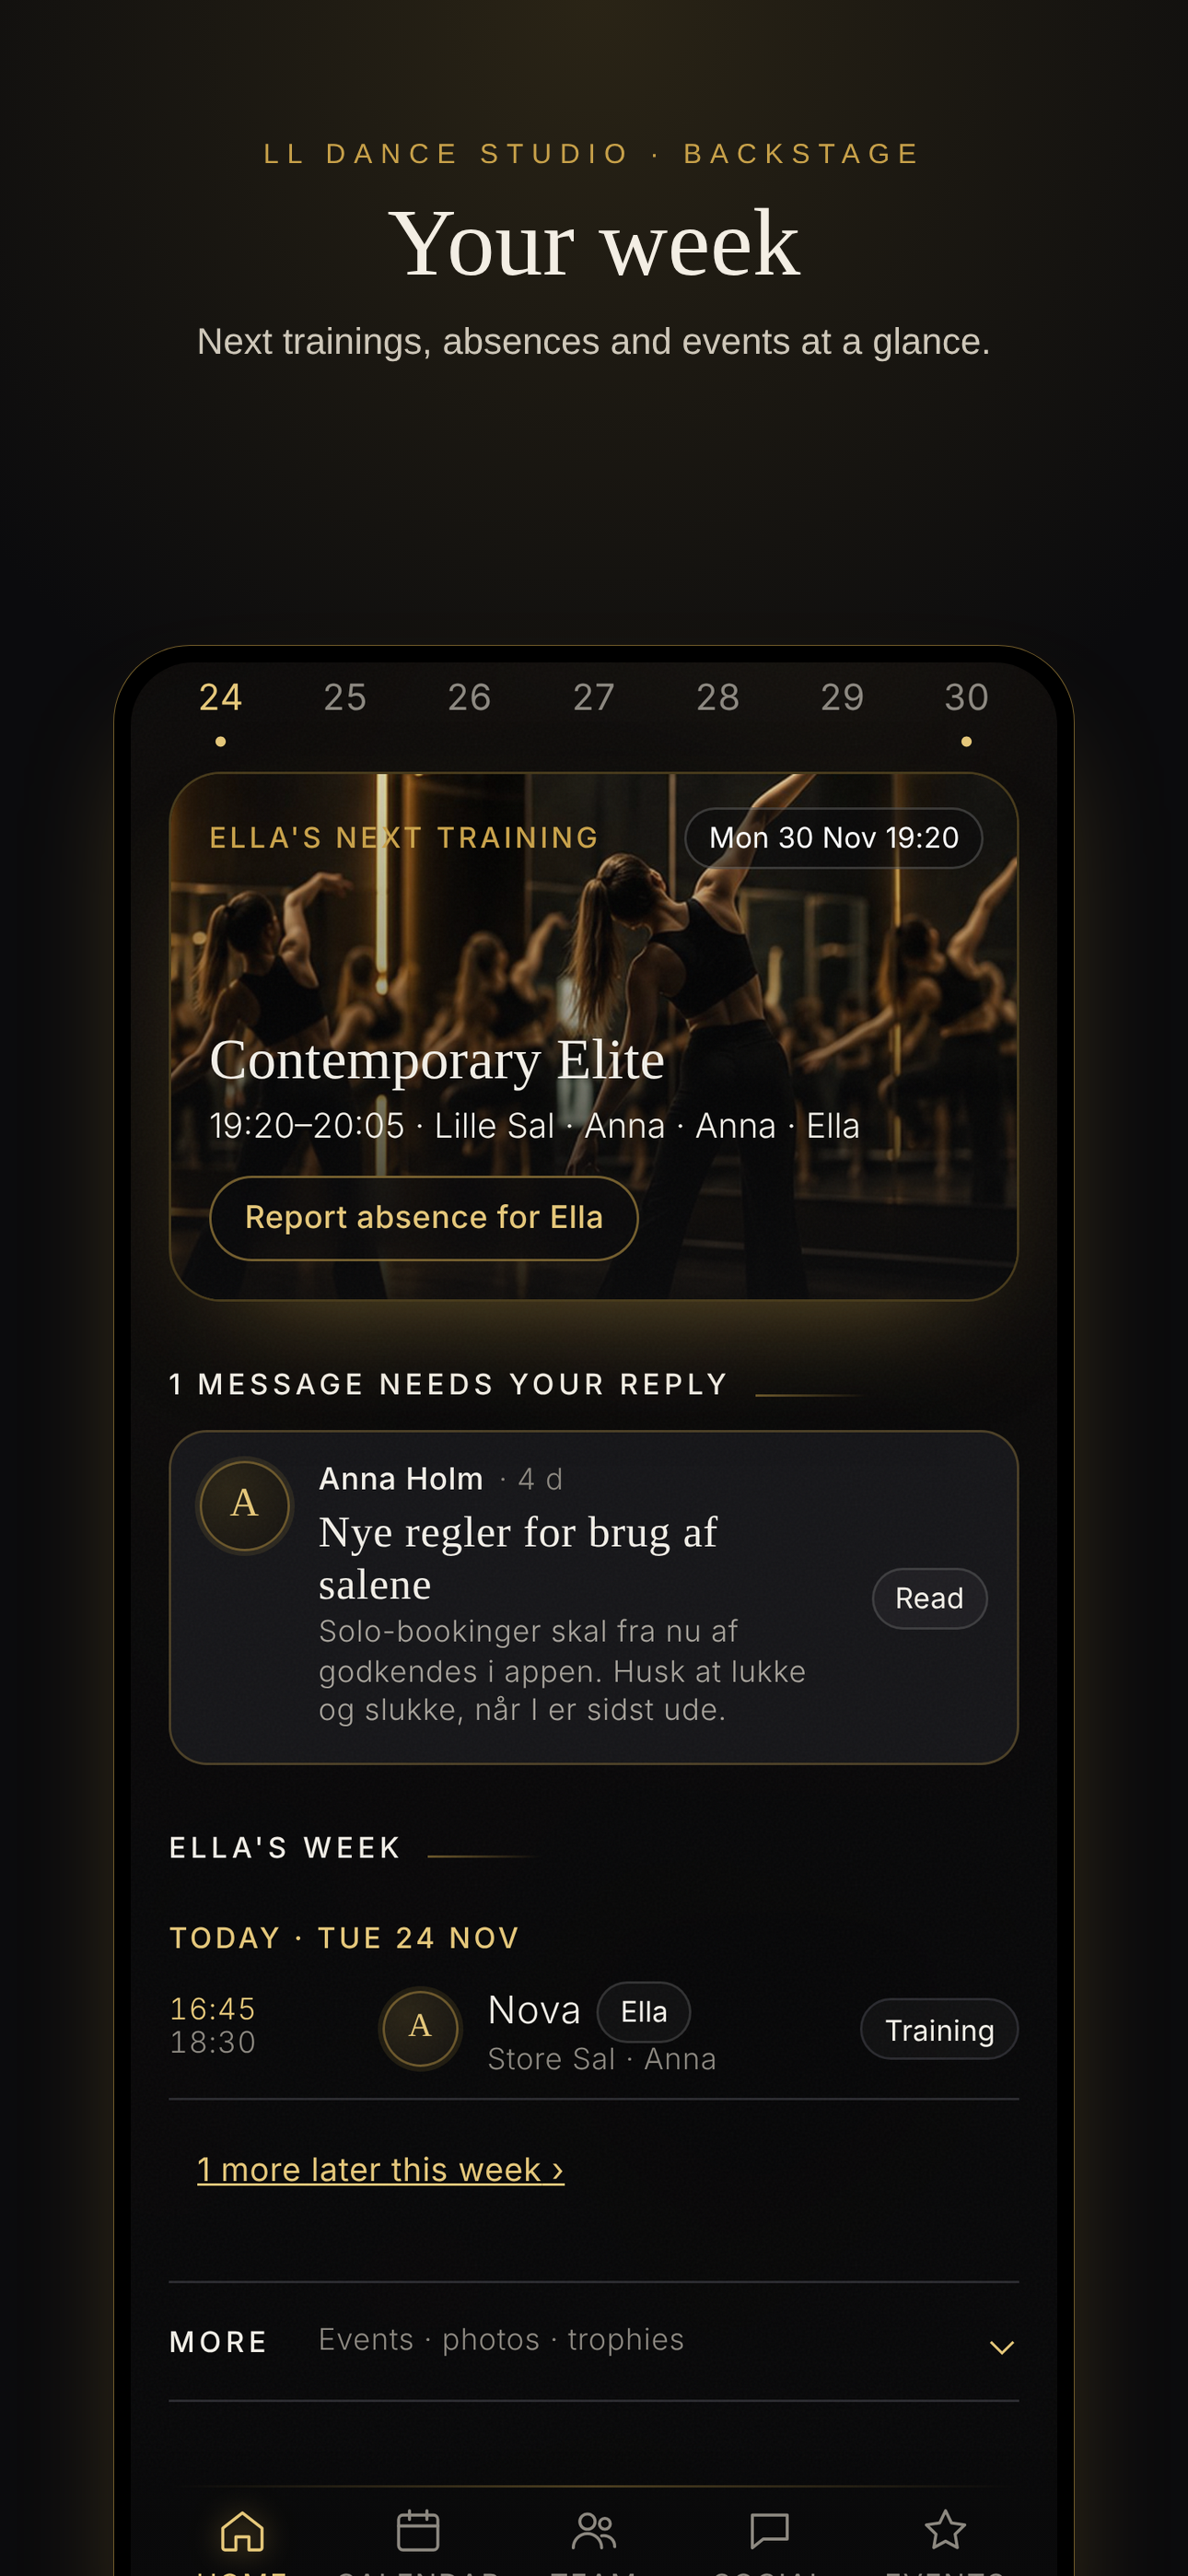 LL DANCE STUDIO · BACKSTAGE
Your week
Next trainings, absences and events at a glance.
24 25 26 27 28 29 30
ELLA'S NEXT TRAINING
Mon 30 Nov 19:20
Contemporary Elite
19:20–20:05 · Lille Sal · Anna · Anna · Ella
Report absence for Ella
1 MESSAGE NEEDS YOUR REPLY
A
Anna Holm · 4 d
Nye regler for brug af
salene
Solo-bookinger skal fra nu af
godkendes i appen. Husk at lukke
og slukke, når I er sidst ude.
Read
ELLA'S WEEK
TODAY · TUE 24 NOV
16:45
18:30
A
Nova Ella
Store Sal · Anna
Training
1 more later this week ›
MORE Events · photos · trophies
HOME CALENDAR TEAM SOCIAL EVENTS